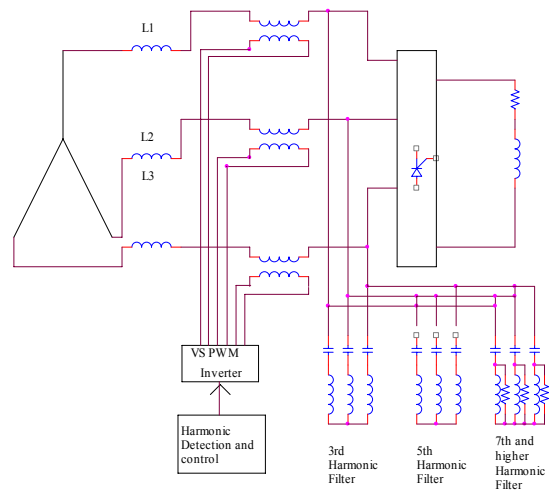 L1
L2
L3
VS PWM
Inverter
Harmonic
Detection and
control
3rd
Harmonic
Filter
5th
Harmonic
Filter
7th and
higher
Harmonic
Filter